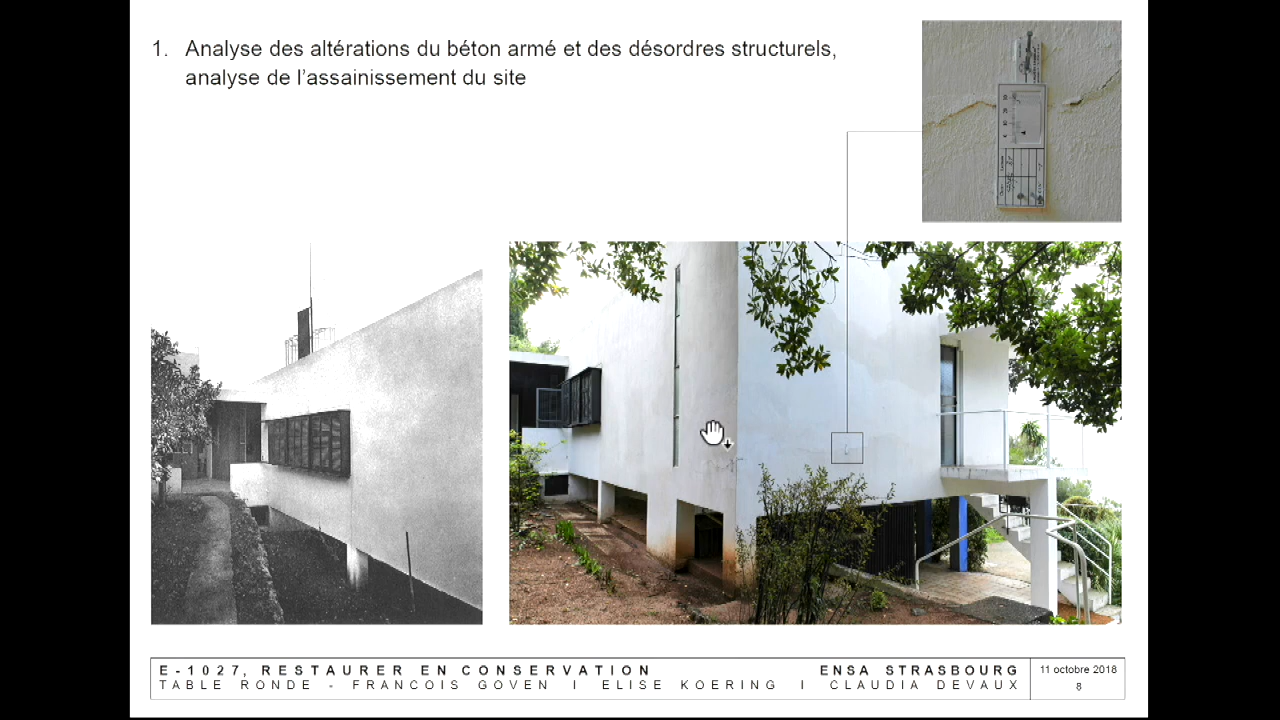 1. Analyse des altérations du béton armé et des désordres structurels,
analyse de l'assainissement du site
E-1027, RESTAURER EN CONSERVATION
TABLE RONDE - FRANCOIS GOVEN I ELISE KOERING I CLAUDIA DEVAUX
ENSA STRASBOURG
11 octobre 2018
8